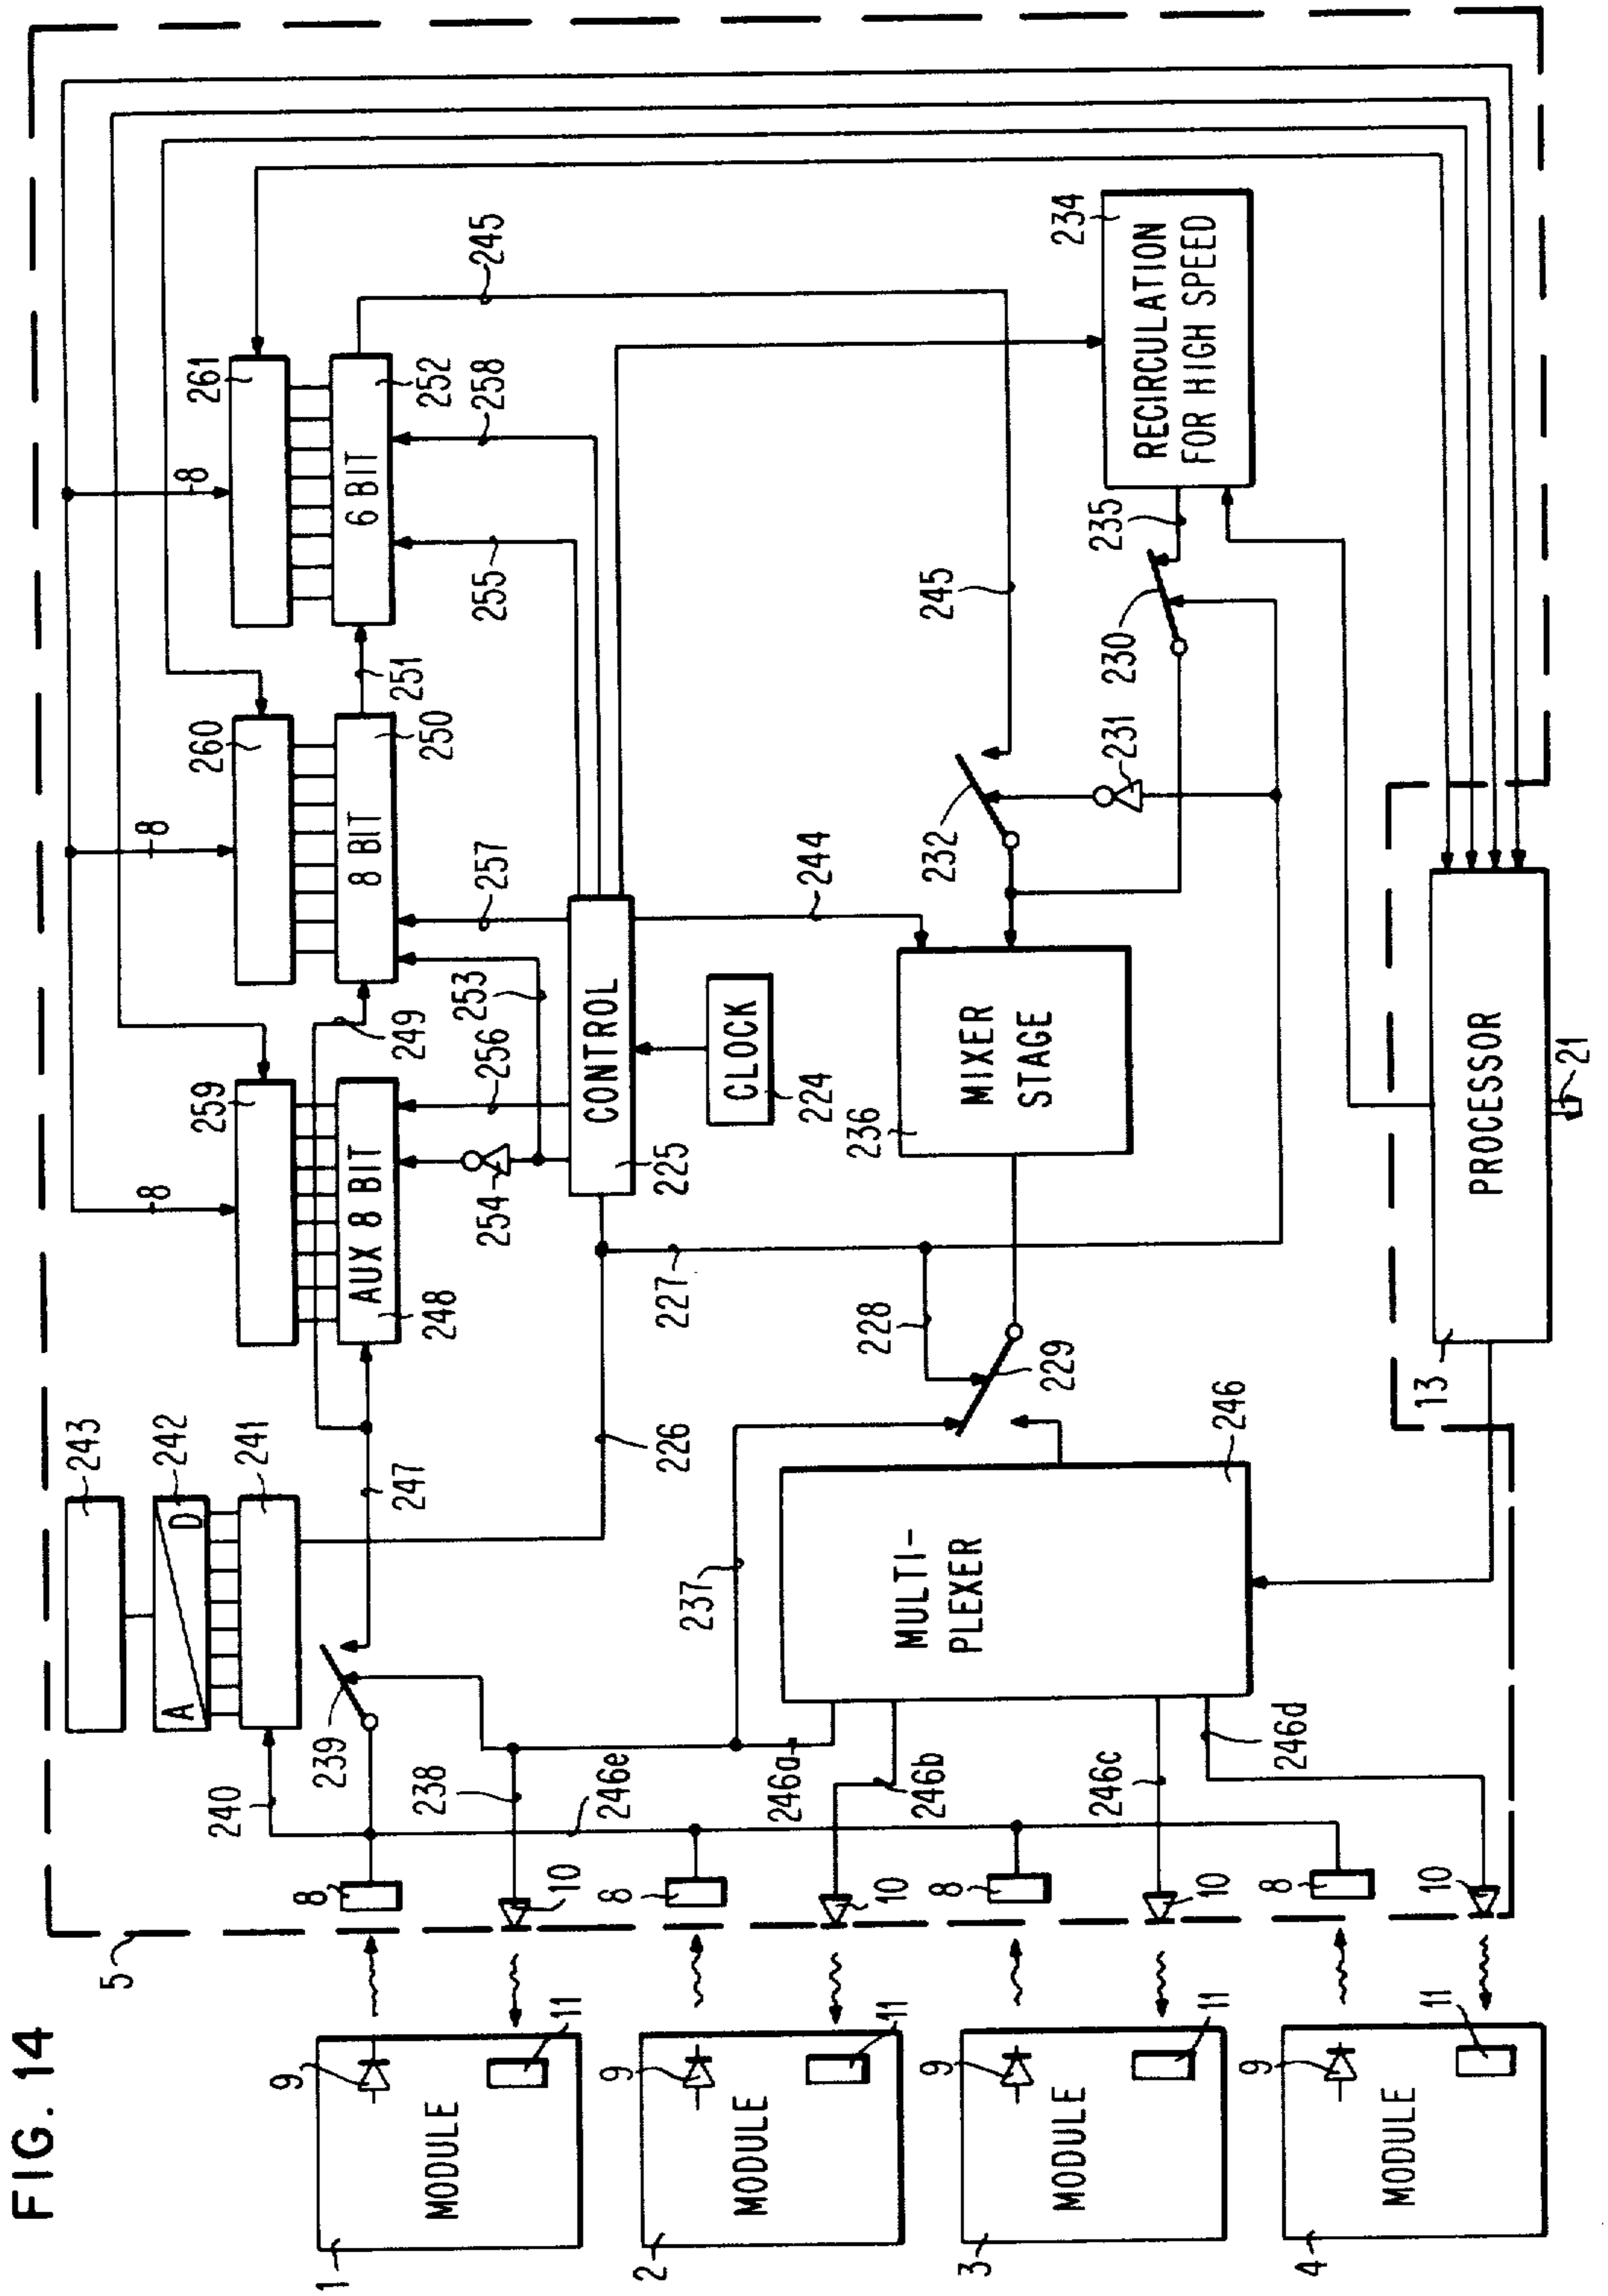 FIG. 14
5
243
242
A
D
241
240
239
247
259
8
AUX 8 BIT
248
249
260
8
8 BIT
250
251
261
8
6 BIT
252
245
254
256
253
257
255
258
CONTROL
225
CLOCK
224
226
227
228
229
237
238
244
MIXER
STAGE
236
232
245
231
230
235
234
RECIRCULATION
FOR HIGH SPEED
MULTI-
PLEXER
246
246a
246b
246c
246d
246e
PROCESSOR
13
21
8
10
8
10
8
10
8
10
1
MODULE
9
11
2
MODULE
9
11
3
MODULE
9
11
4
MODULE
9
11